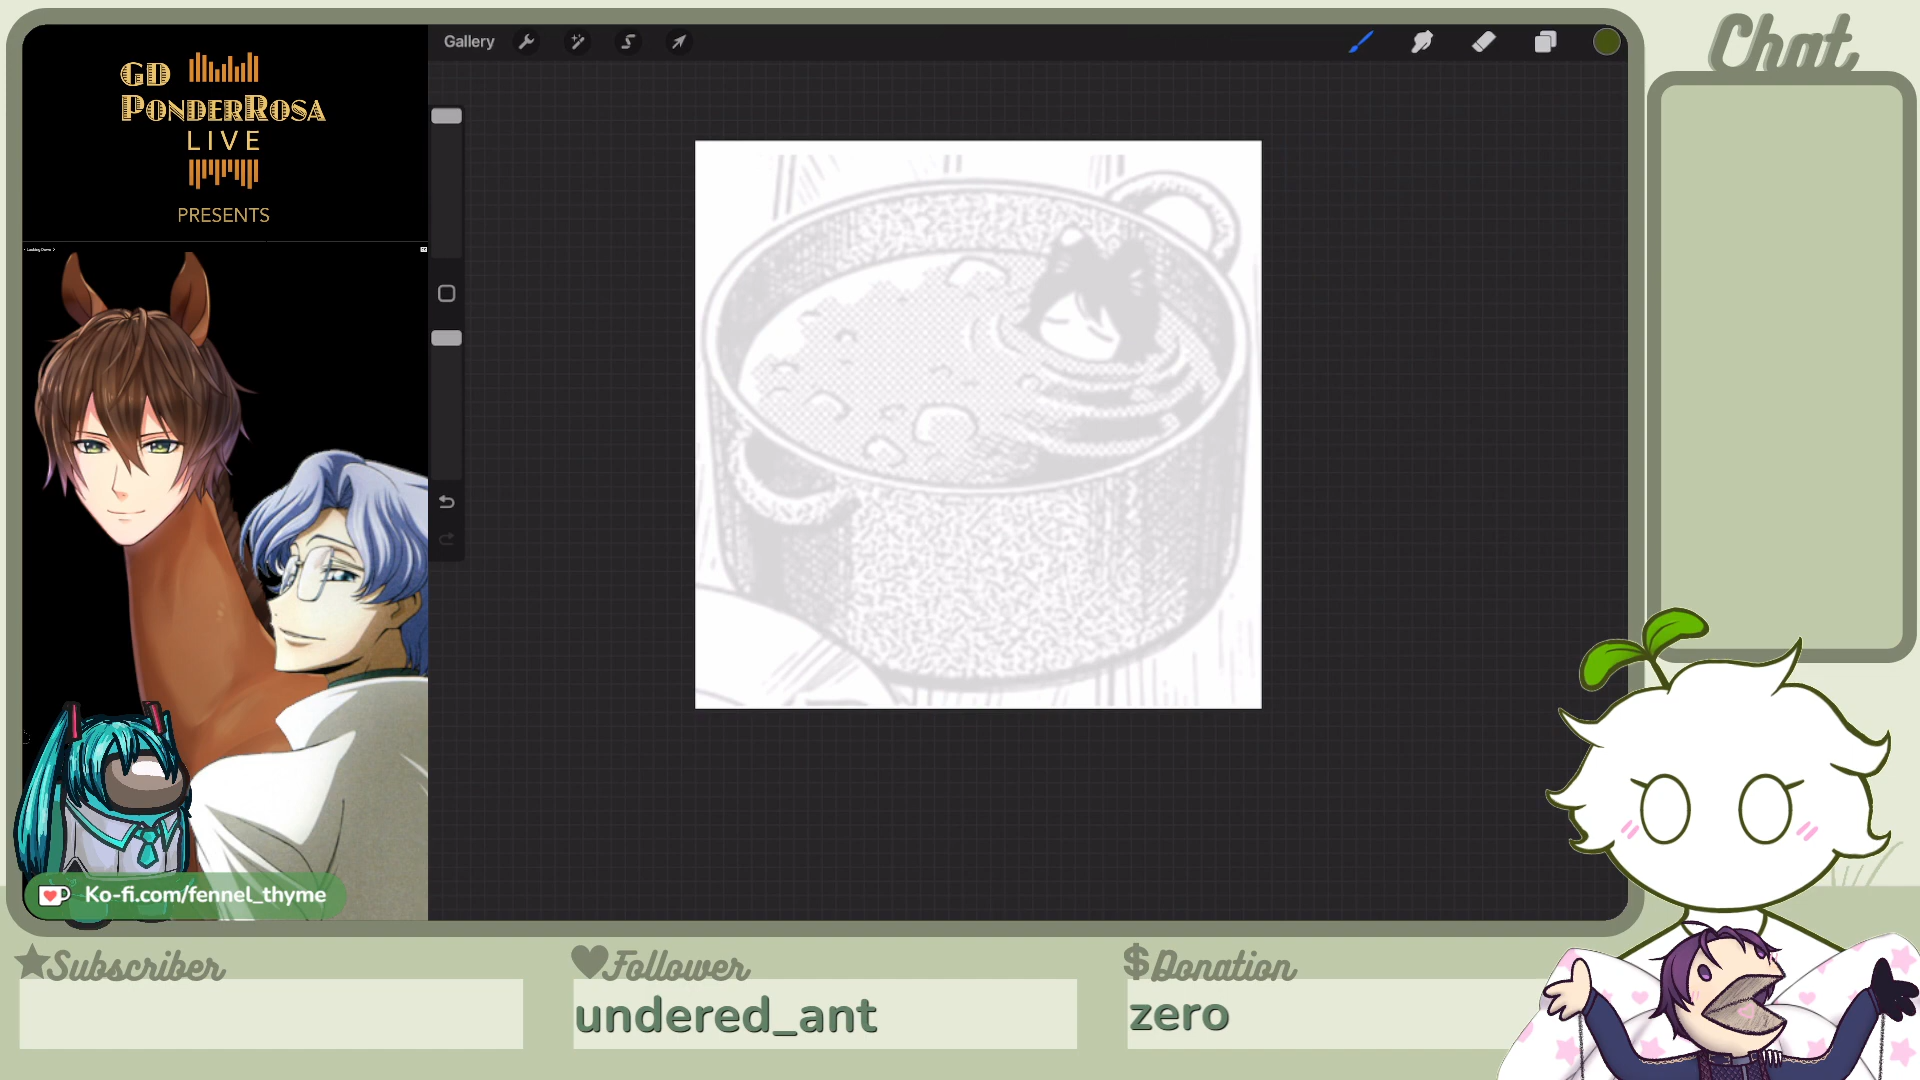 GD
PONDERROSA
LIVE
PRESENTS
Gallery
Chat
Ko-fi.com/fennel_thyme
Subscriber
Follower
Donation
undered_ant
zero